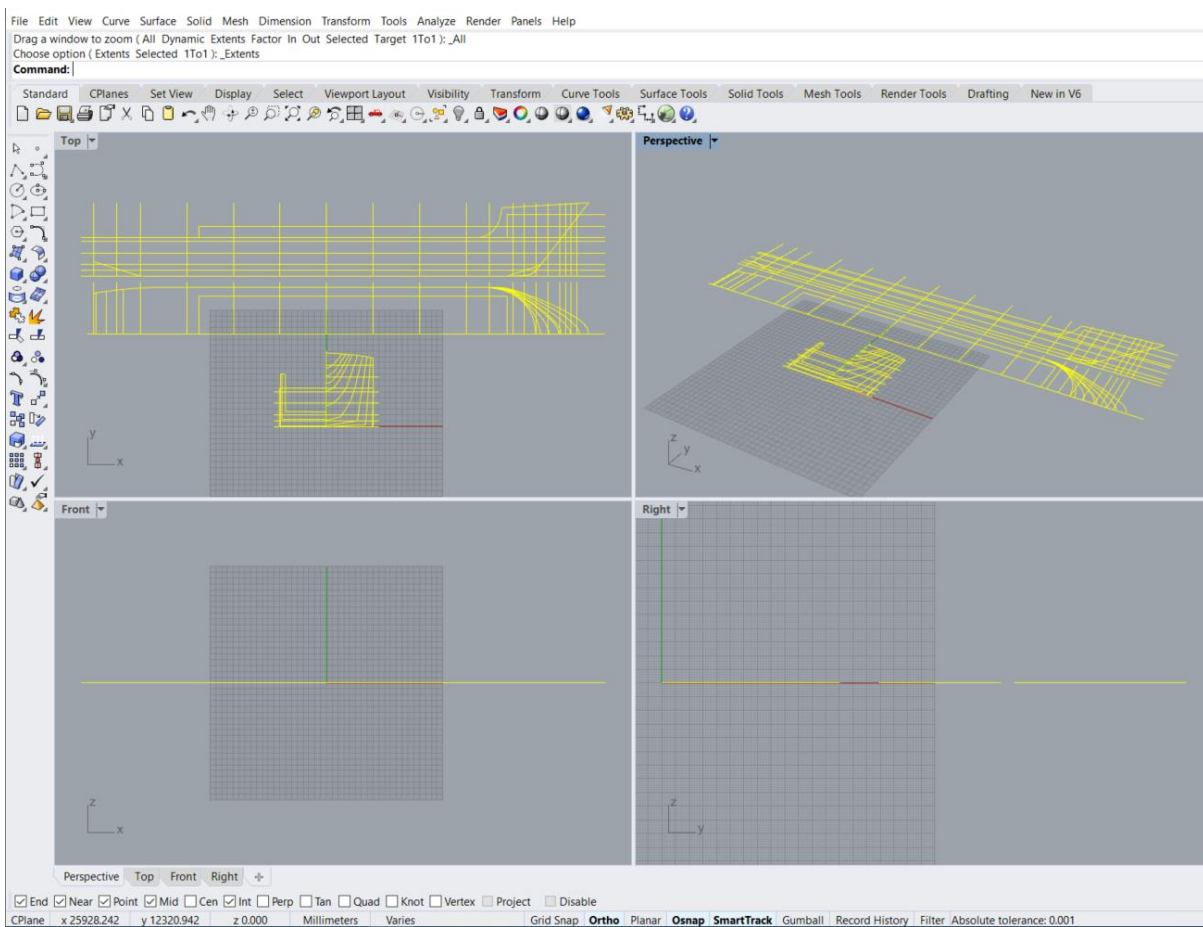 File Edit View Curve Surface Solid Mesh Dimension Transform Tools Analyze Render Panels Help
Drag a window to zoom ( All Dynamic Extents Factor In Out Selected Target 1To1 ): _All
Choose option ( Extents Selected 1To1 ): _Extents
Command:
Standard CPlanes Set View Display Select Viewport Layout Visibility Transform Curve Tools Surface Tools Solid Tools Mesh Tools Render Tools Drafting New in V6
Top Perspective
y x
z y x
Front Right
z x
z y
Perspective Top Front Right
End Near Point Mid Cen Int Perp Tan Quad Knot Vertex Project Disable
CPlane x 25928.242 y 12320.942 z 0.000 Millimeters Varies Grid Snap Ortho Planar Osnap SmartTrack Gumball Record History Filter Absolute tolerance: 0.001